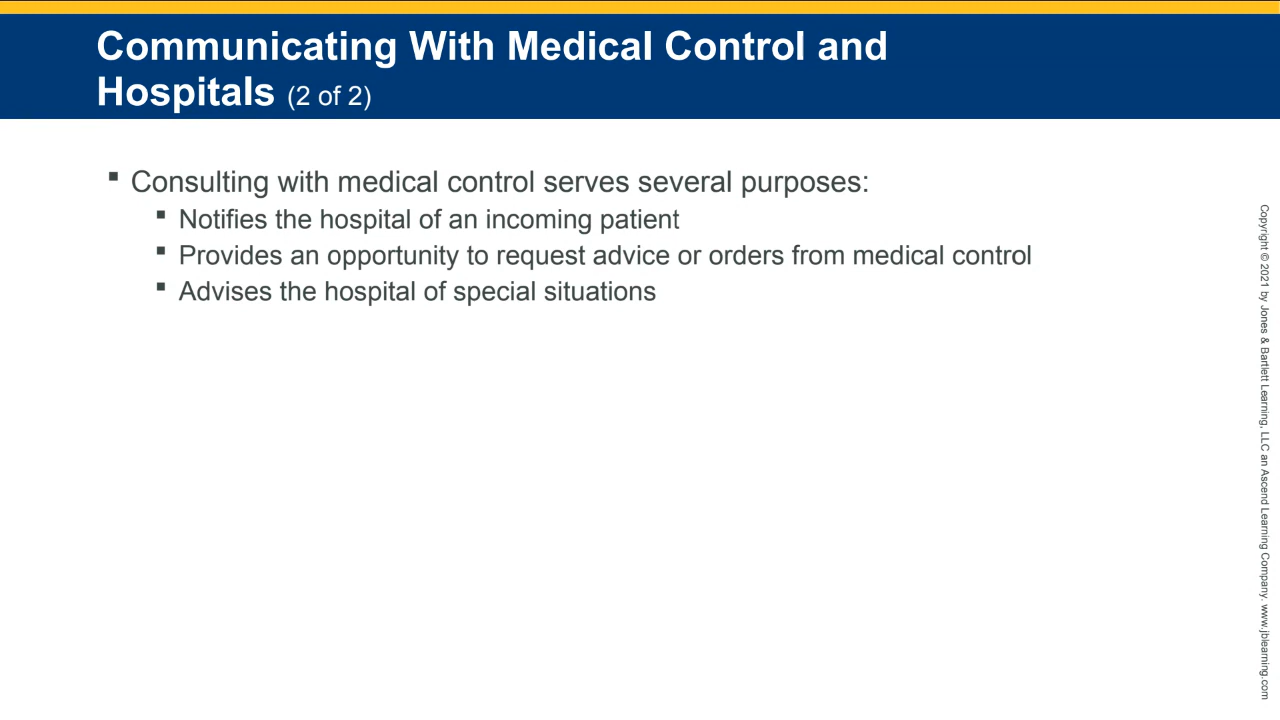 Communicating With Medical Control and
Hospitals (2 of 2)
▪ Consulting with medical control serves several purposes:
▪ Notifies the hospital of an incoming patient
▪ Provides an opportunity to request advice or orders from medical control
▪ Advises the hospital of special situations
Copyright © 2021 by Jones & Bartlett Learning, LLC an Ascend Learning Company. www.jblearning.com